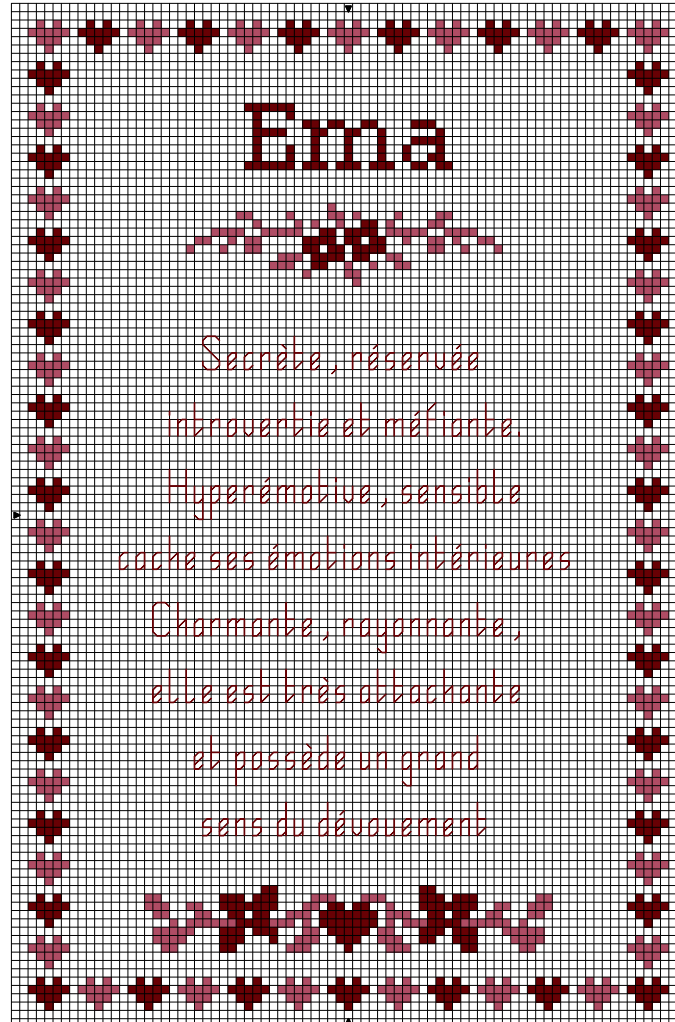 Ema
Secrète, réservée
introvertie et méfiante.
Hyperémotive, sensible
cache ses émotions intérieures
Charmante, rayonnante,
elle est très attachante
et possède un grand
sens du dévouement